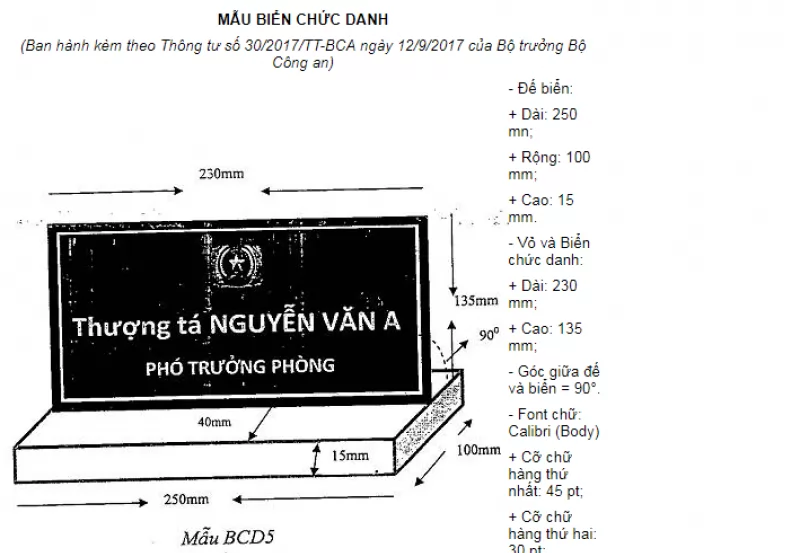 MẪU BIỂN CHỨC DANH
(Ban hành kèm theo Thông tư số 30/2017/TT-BCA ngày 12/9/2017 của Bộ trưởng Bộ
Công an)
230mm
Thượng tá NGUYỄN VĂN A
PHÓ TRƯỞNG PHÒNG
135mm
90⁰
40mm
15mm
100mm
250mm
Mẫu BCD5
- Đế biển:
+ Dài: 250
mn;
+ Rộng: 100
mm;
+ Cao: 15
mm.
- Vỏ và Biển
chức danh:
+ Dài: 230
mm;
+ Cao: 135
mm;
- Góc giữa đế
và biển = 90°.
- Font chữ:
Calibri (Body)
+ Cỡ chữ
hàng thứ
nhất: 45 pt;
+ Cỡ chữ
hàng thứ hai:
30 pt;